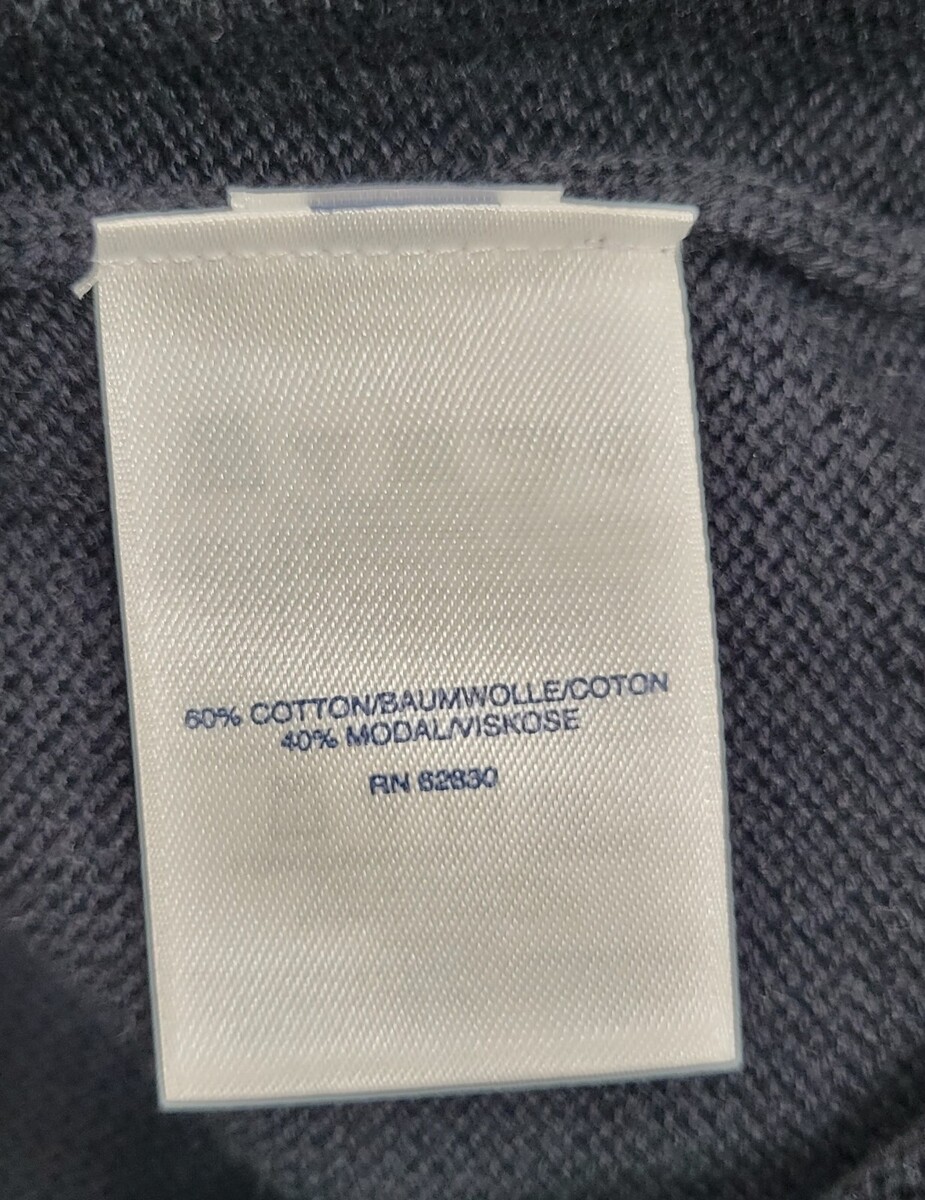 60% COTTON/BAUMWOLLE/COTON
40% MODAL/VISKOSE
RN 62830